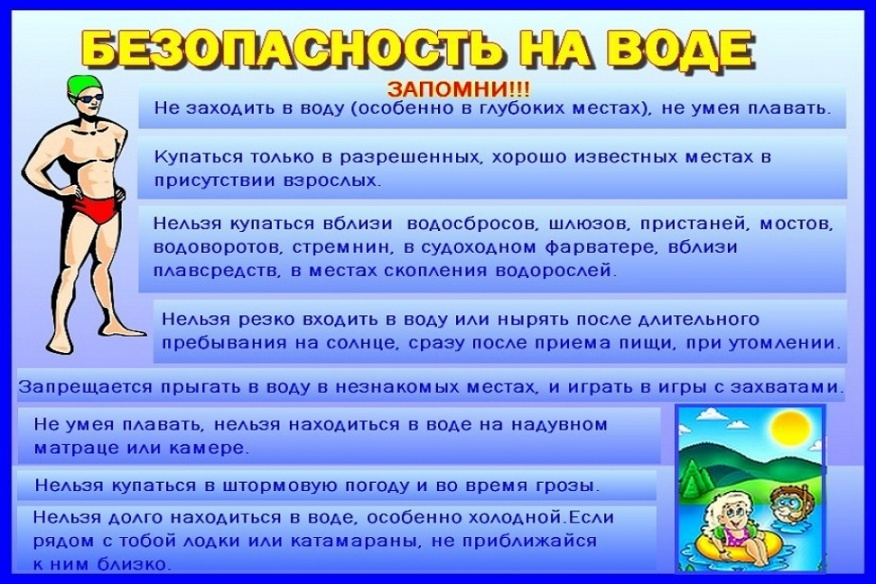 БЕЗОПАСНОСТЬ НА ВОДЕ
ЗАПОМНИ!!!
Не заходить в воду (особенно в глубоких местах), не умея плавать.
Купаться только в разрешенных, хорошо известных местах в
присутствии взрослых.
Нельзя купаться вблизи водосбросов, шлюзов, пристаней, мостов,
водоворотов, стремнин, в судоходном фарватере, вблизи
плавсредств, в местах скопления водорослей.
Нельзя резко входить в воду или нырять после длительного
пребывания на солнце, сразу после приема пищи, при утомлении.
Запрещается прыгать в воду в незнакомых местах, и играть в игры с захватами.
Не умея плавать, нельзя находиться в воде на надувном
матраце или камере.
Нельзя купаться в штормовую погоду и во время грозы.
Нельзя долго находиться в воде, особенно холодной.Если
рядом с тобой лодки или катамараны, не приближайся
к ним близко.